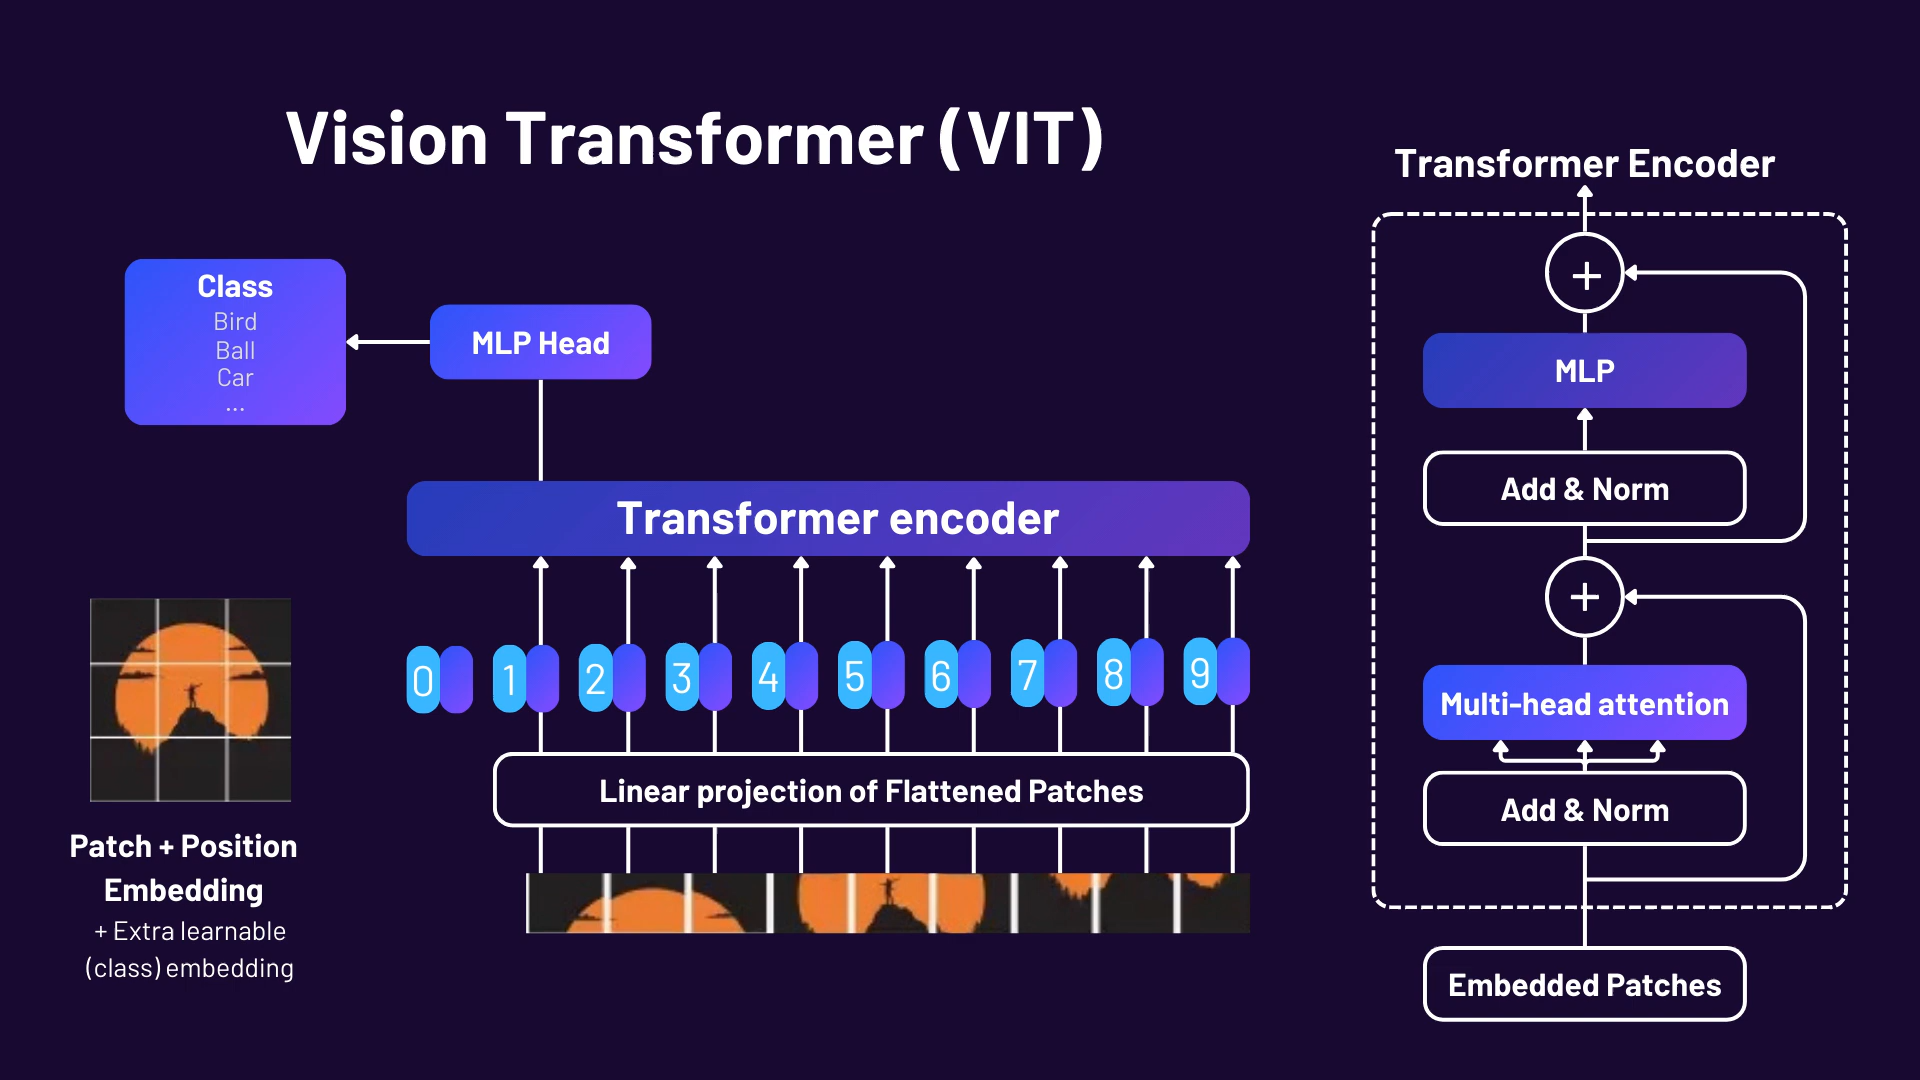 Vision Transformer (VIT)
Class
Bird
Ball
Car
...
MLP Head
Transformer encoder
0
1
2
3
4
5
6
7
8
9
Linear projection of Flattened Patches
Patch + Position
Embedding
+ Extra learnable
(class) embedding
Transformer Encoder
+
MLP
Add & Norm
+
Multi-head attention
Add & Norm
Embedded Patches